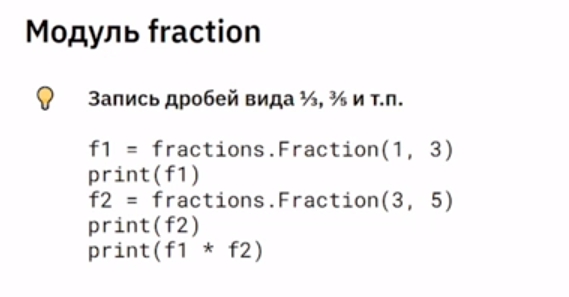 Модуль fraction
Запись дробей вида ⅓, ⅗ и т.п.
f1 = fractions.Fraction(1, 3)
print(f1)
f2 = fractions.Fraction(3, 5)
print(f2)
print(f1 * f2)